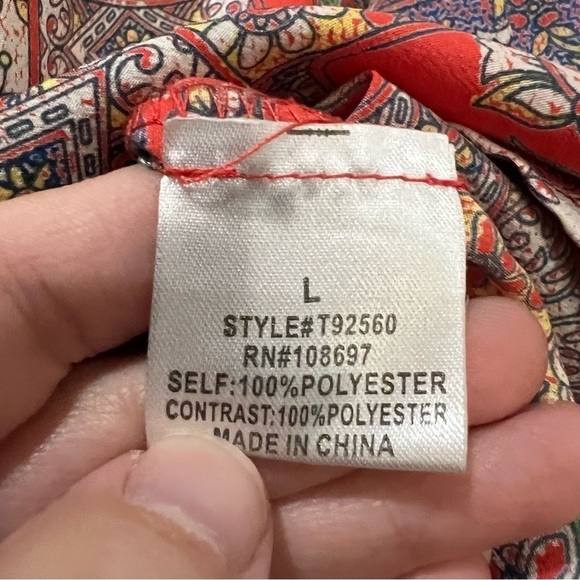 L
STYLE#T92560
RN#108697
SELF:100%POLYESTER
CONTRAST:100%POLYESTER
MADE IN CHINA